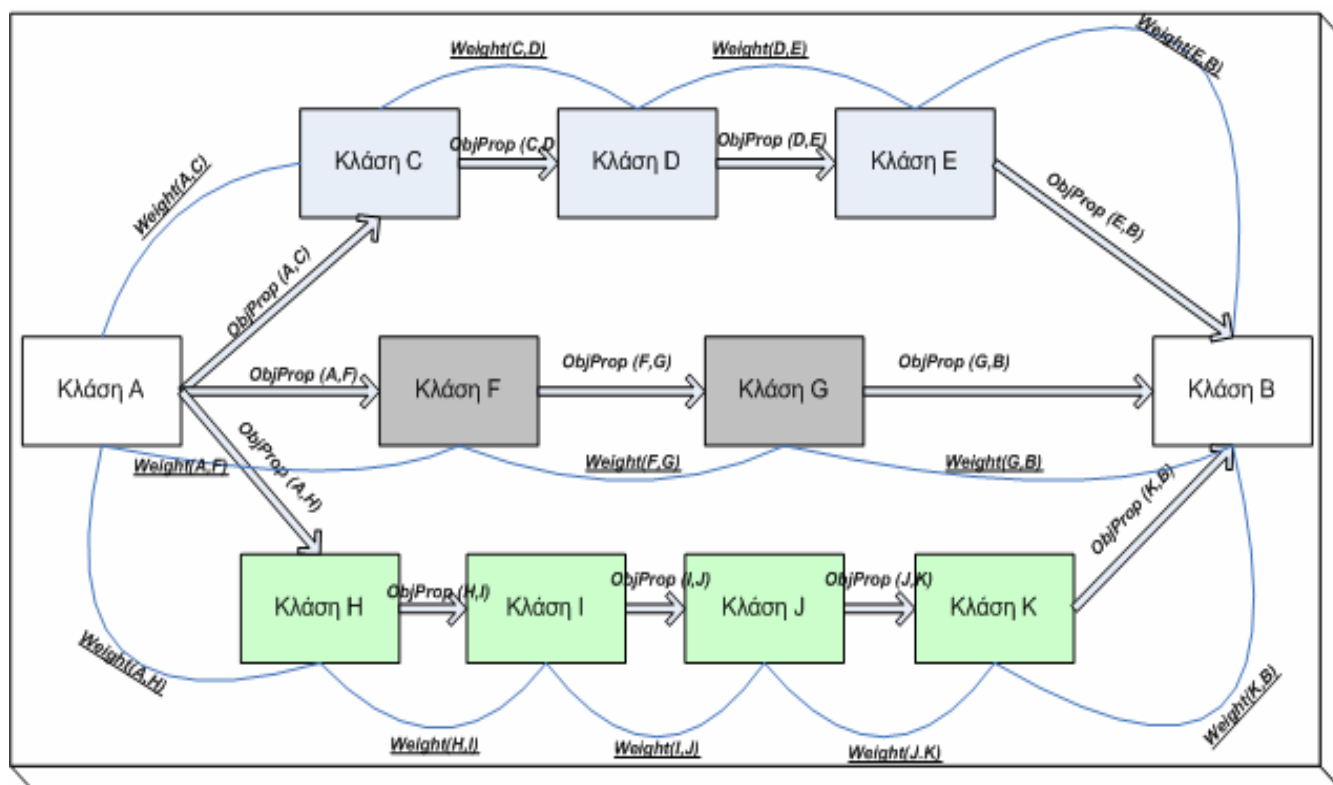 Weight(C,D)
Weight(D,E)
Weight(E,B)
Κλάση C
ObjProp (C,D
Κλάση D
ObjProp (D,E)
Κλάση E
Weight(A,C)
ObjProp (A,C)
ObjProp (E,B)
Κλάση A
ObjProp (A,F)
Κλάση F
ObjProp (F,G)
Κλάση G
ObjProp (G,B)
Κλάση B
Weight(A,F)
Weight(F,G)
Weight(G,B)
ObjProp (A,H)
ObjProp (K,B)
Κλάση H
ObjProp (H,I)
Κλάση I
ObjProp (I,J)
Κλάση J
ObjProp (J,K)
Κλάση K
Weight(A,H)
Weight(H,I)
Weight(I,J)
Weight(J.K)
Weight(K,B)